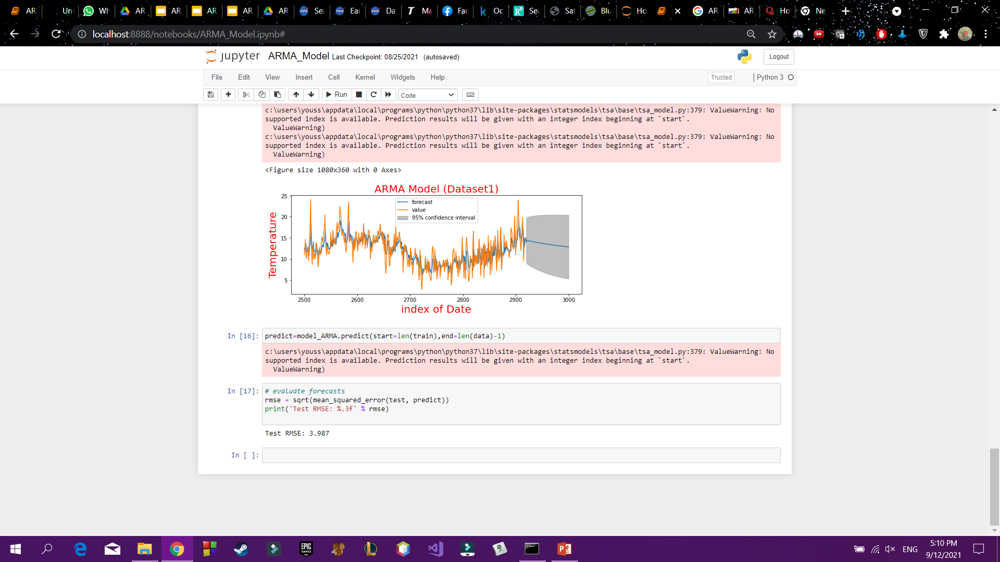 AR
Un
Wh
AR
AR
AR
AR
AR
Sea
Ear
Da
Ma
Fac
Oc
Sea
Sat
Blu
Ho
AR
AR
Ho
Ne
localhost:8888/notebooks/ARMA_Model.ipynb#
jupyter ARMA_Model Last Checkpoint: 08/25/2021 (autosaved)
Logout
File Edit View Insert Cell Kernel Widgets Help
Trusted
Python 3
Run
Code
c:\users\youss\appdata\local\programs\python\python37\lib\site-packages\statsmodels\tsa\base\tsa_model.py:379: ValueWarning: No
supported index is available. Prediction results will be given with an integer index beginning at `start`.
ValueWarning)
c:\users\youss\appdata\local\programs\python\python37\lib\site-packages\statsmodels\tsa\base\tsa_model.py:379: ValueWarning: No
supported index is available. Prediction results will be given with an integer index beginning at `start`.
ValueWarning)
<Figure size 1080x360 with 0 Axes>
ARMA Model (Dataset1)
forecast
value
95% confidence interval
Temperature
25
20
15
10
5
2500 2600 2700 2800 2900 3000
index of Date
In [16]: predict=model_ARMA.predict(start=len(train),end=len(data)-1)
c:\users\youss\appdata\local\programs\python\python37\lib\site-packages\statsmodels\tsa\base\tsa_model.py:379: ValueWarning: No
supported index is available. Prediction results will be given with an integer index beginning at `start`.
ValueWarning)
In [17]: # evaluate forecasts
rmse = sqrt(mean_squared_error(test, predict))
print('Test RMSE: %.3f' % rmse)
Test RMSE: 3.987
In [ ]:
EPIC GAMES
ENG
5:10 PM
9/12/2021